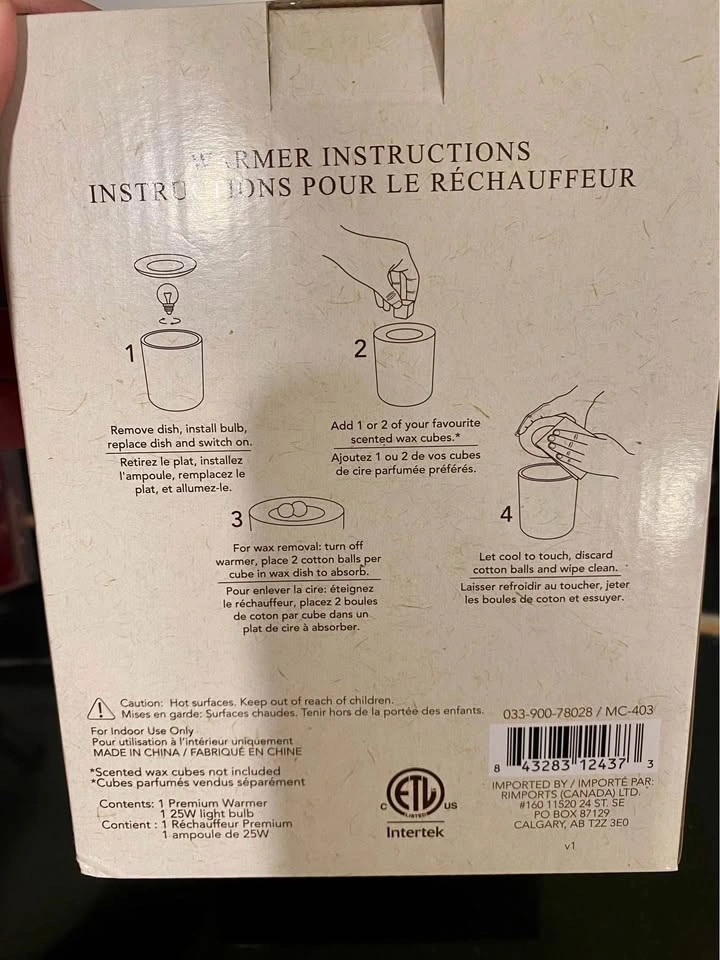 WARMER INSTRUCTIONS
INSTRUCTIONS POUR LE RÉCHAUFFEUR
1
Remove dish, install bulb,
replace dish and switch on.
Retirez le plat, installez
l'ampoule, remplacez le
plat, et allumez-le.
2
Add 1 or 2 of your favourite
scented wax cubes.*
Ajoutez 1 ou 2 de vos cubes
de cire parfumée préférés.
3
For wax removal: turn off
warmer, place 2 cotton balls per
cube in wax dish to absorb.
Pour enlever la cire: éteignez
le réchauffeur, placez 2 boules
de coton par cube dans un
plat de cire à absorber.
4
Let cool to touch, discard
cotton balls and wipe clean.
Laisser refroidir au toucher, jeter
les boules de coton et essuyer.
Caution: Hot surfaces. Keep out of reach of children.
Mises en garde: Surfaces chaudes. Tenir hors de la portée des enfants.
For Indoor Use Only
Pour utilisation à l'intérieur uniquement
MADE IN CHINA / FABRIQUÉ EN CHINE
*Scented wax cubes not included
*Cubes parfumés vendus séparément
Contents: 1 Premium Warmer
1 25W light bulb
Contient : 1 Réchauffeur Premium
1 ampoule de 25W
C ETL US
LISTED
Intertek
033-900-78028 / MC-403
8 43283 12437 3
IMPORTED BY / IMPORTÉ PAR:
RIMPORTS (CANADA) LTD.
#160 11520 24 ST. SE
PO BOX 87129
CALGARY, AB T2Z 3E0
v1